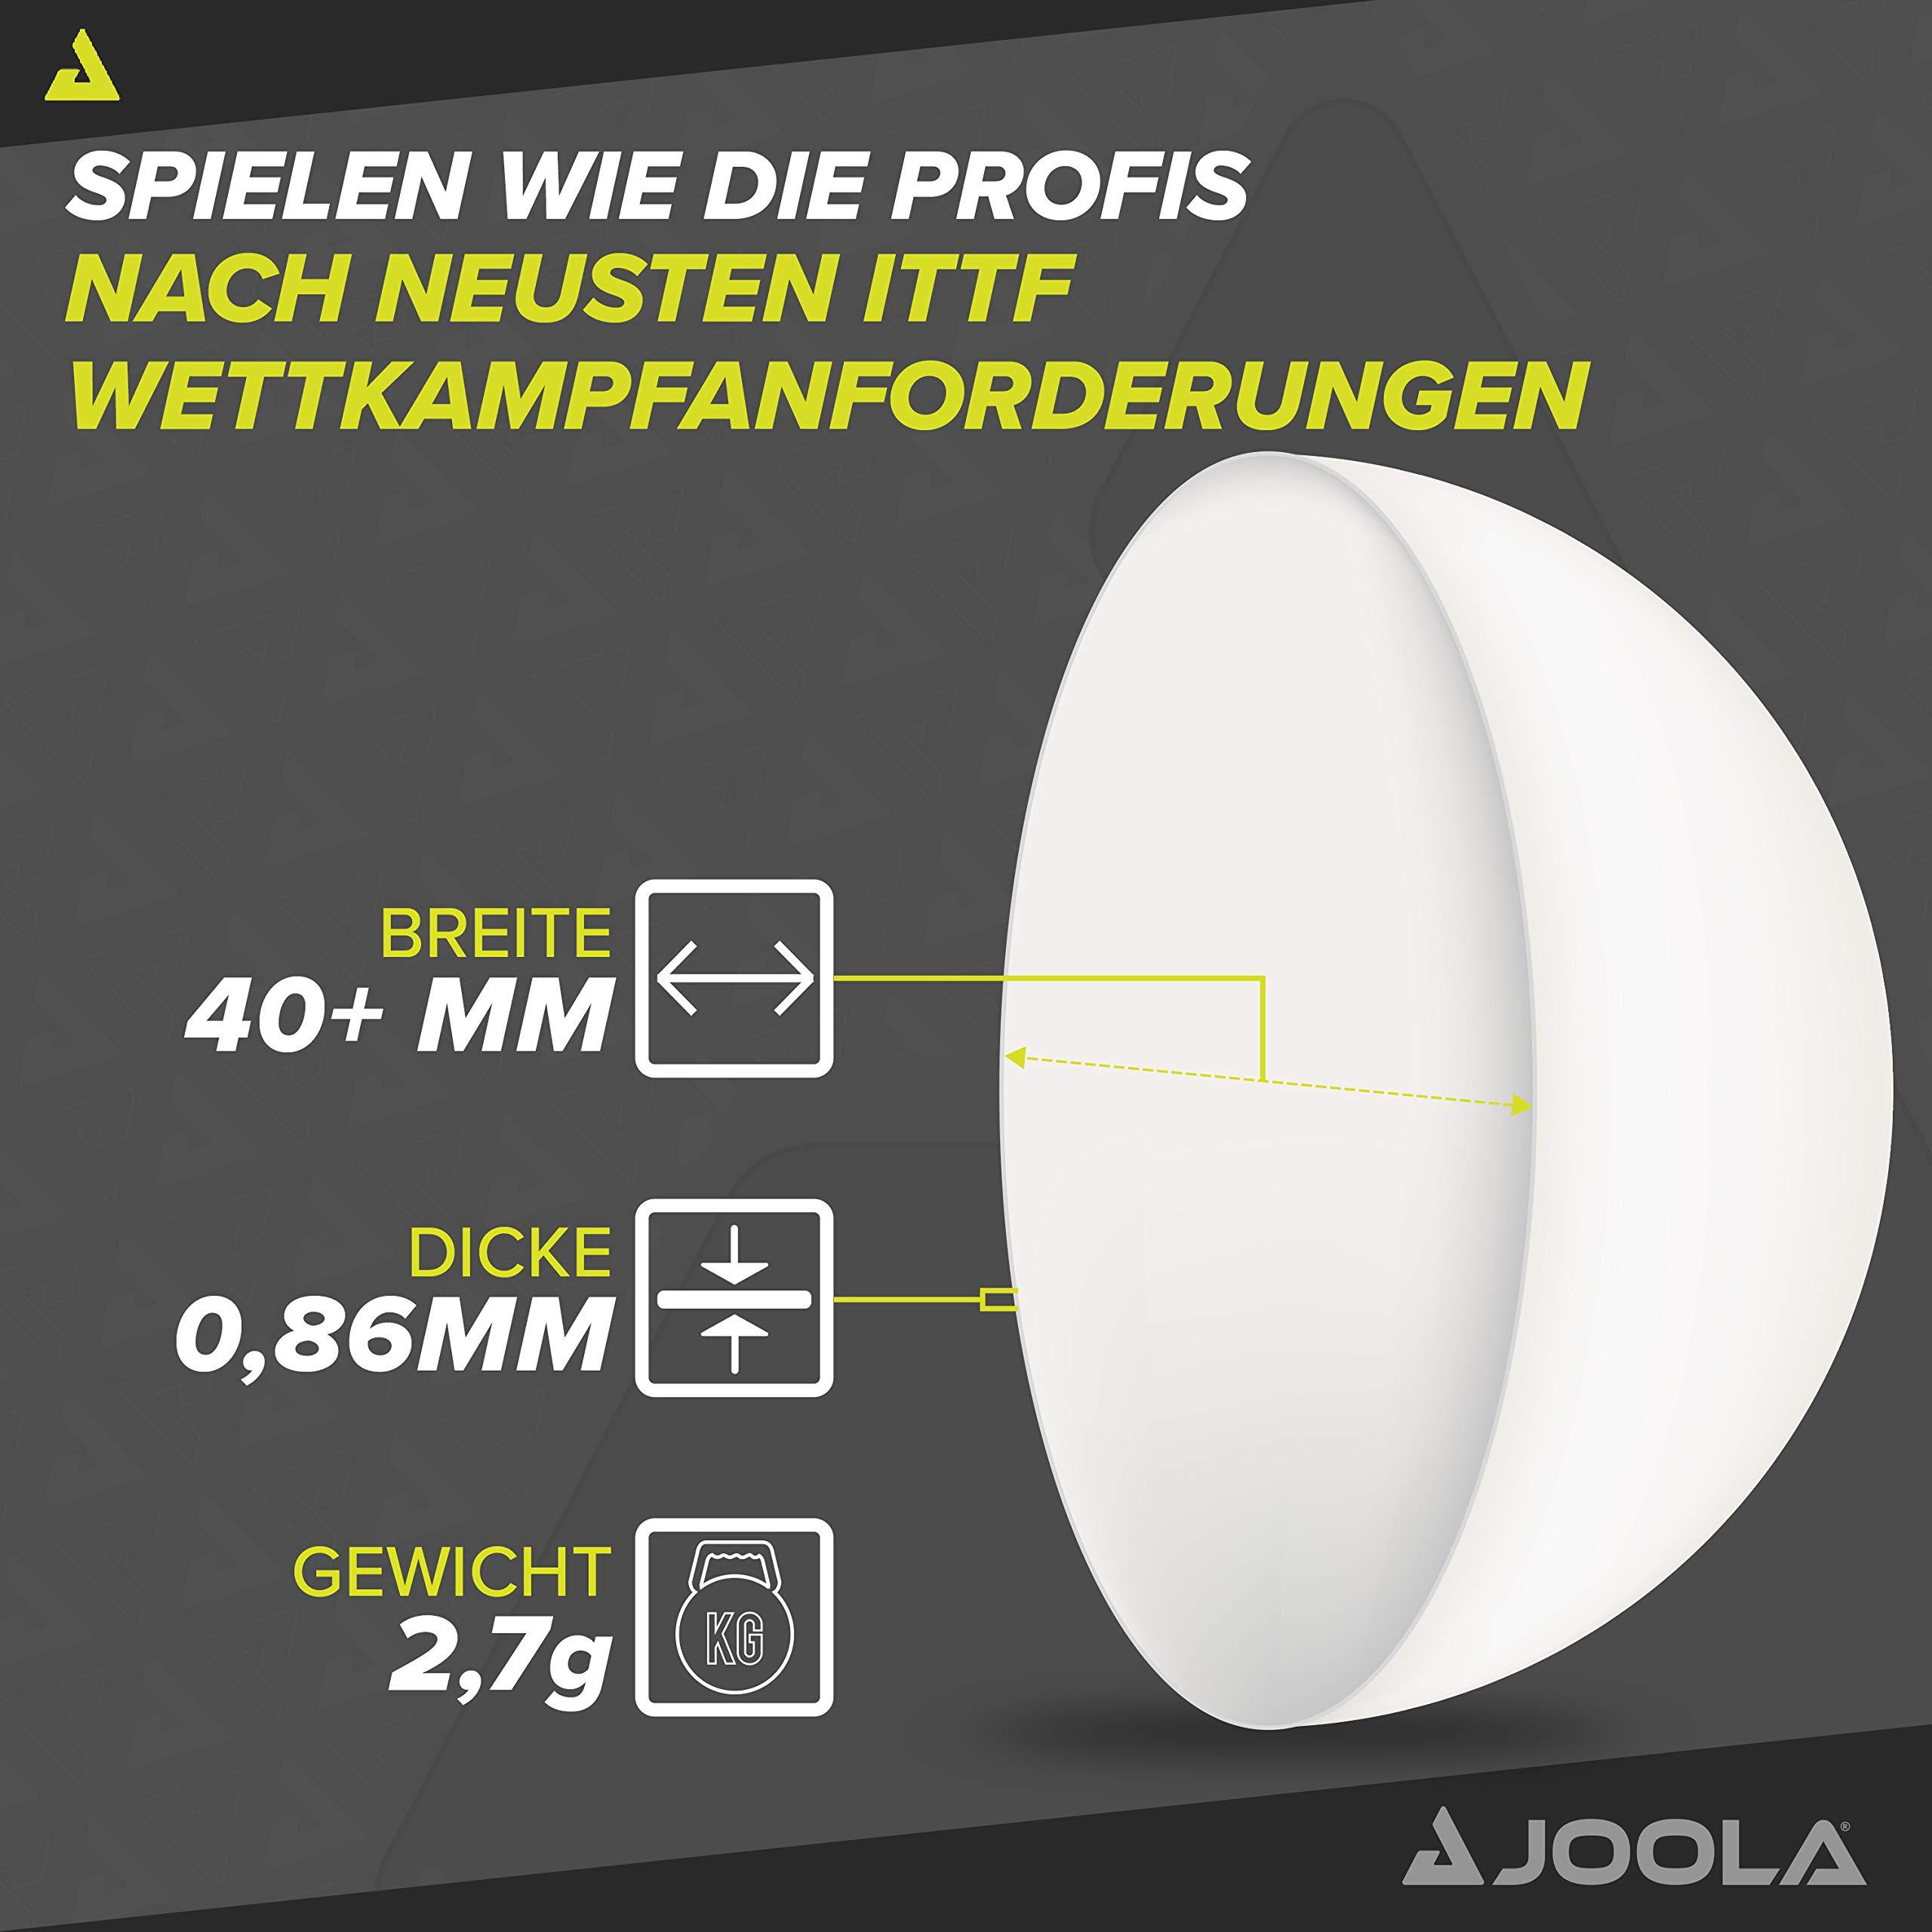 SPIELEN WIE DIE PROFIS
NACH NEUSTEN ITTF
WETTKAMPFANFORDERUNGEN
BREITE
40+ MM
DICKE
0,86MM
GEWICHT
2,7g
KG
JOOLA®